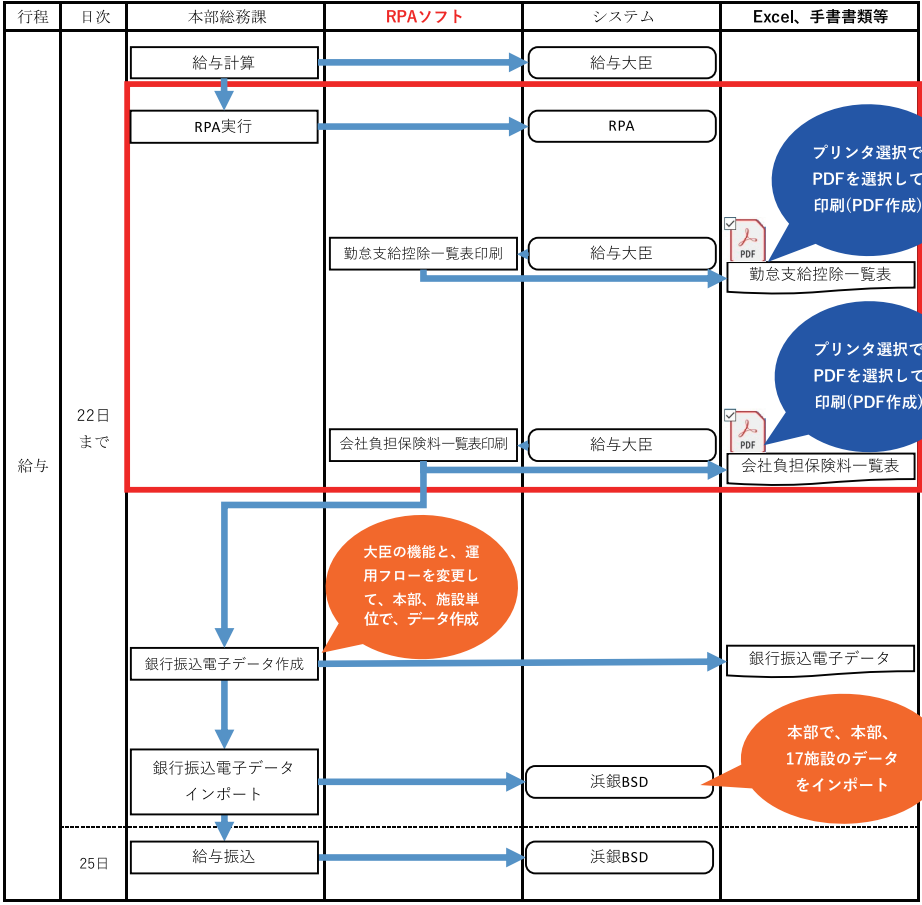 行程
日次
本部総務課
RPAソフト
システム
Excel、手書書類等
給与計算
給与大臣
RPA実行
RPA
プリンタ選択で
PDFを選択して
印刷(PDF作成)
勤怠支給控除一覧表印刷
給与大臣
PDF
勤怠支給控除一覧表
プリンタ選択で
PDFを選択して
印刷(PDF作成)
22日
まで
会社負担保険料一覧表印刷
給与大臣
PDF
会社負担保険料一覧表
給与
大臣の機能と、運
用フローを変更し
て、本部、施設単
位で、データ作成
銀行振込電子データ作成
銀行振込電子データ
本部で、本部、
17施設のデータ
をインポート
銀行振込電子データ
インポート
浜銀BSD
25日
給与振込
浜銀BSD